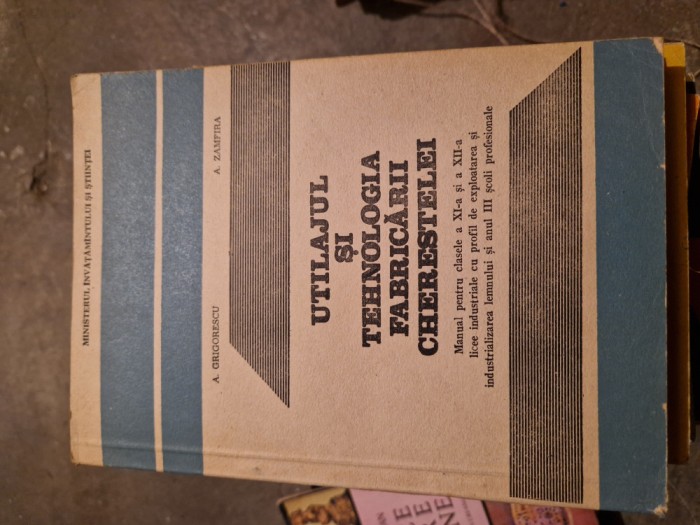 MINISTERUL ÎNVĂȚĂMÎNTULUI ȘI ȘTIINȚEI
A. GRIGORESCU
A. ZAMFIRA
UTILAJUL
ȘI
TEHNOLOGIA
FABRICĂRII
CHERESTELEI
Manual pentru clasele a XI-a și a XII-a
licee industriale cu profil de exploatarea și
industrializarea lemnului și anul III școli profesionale